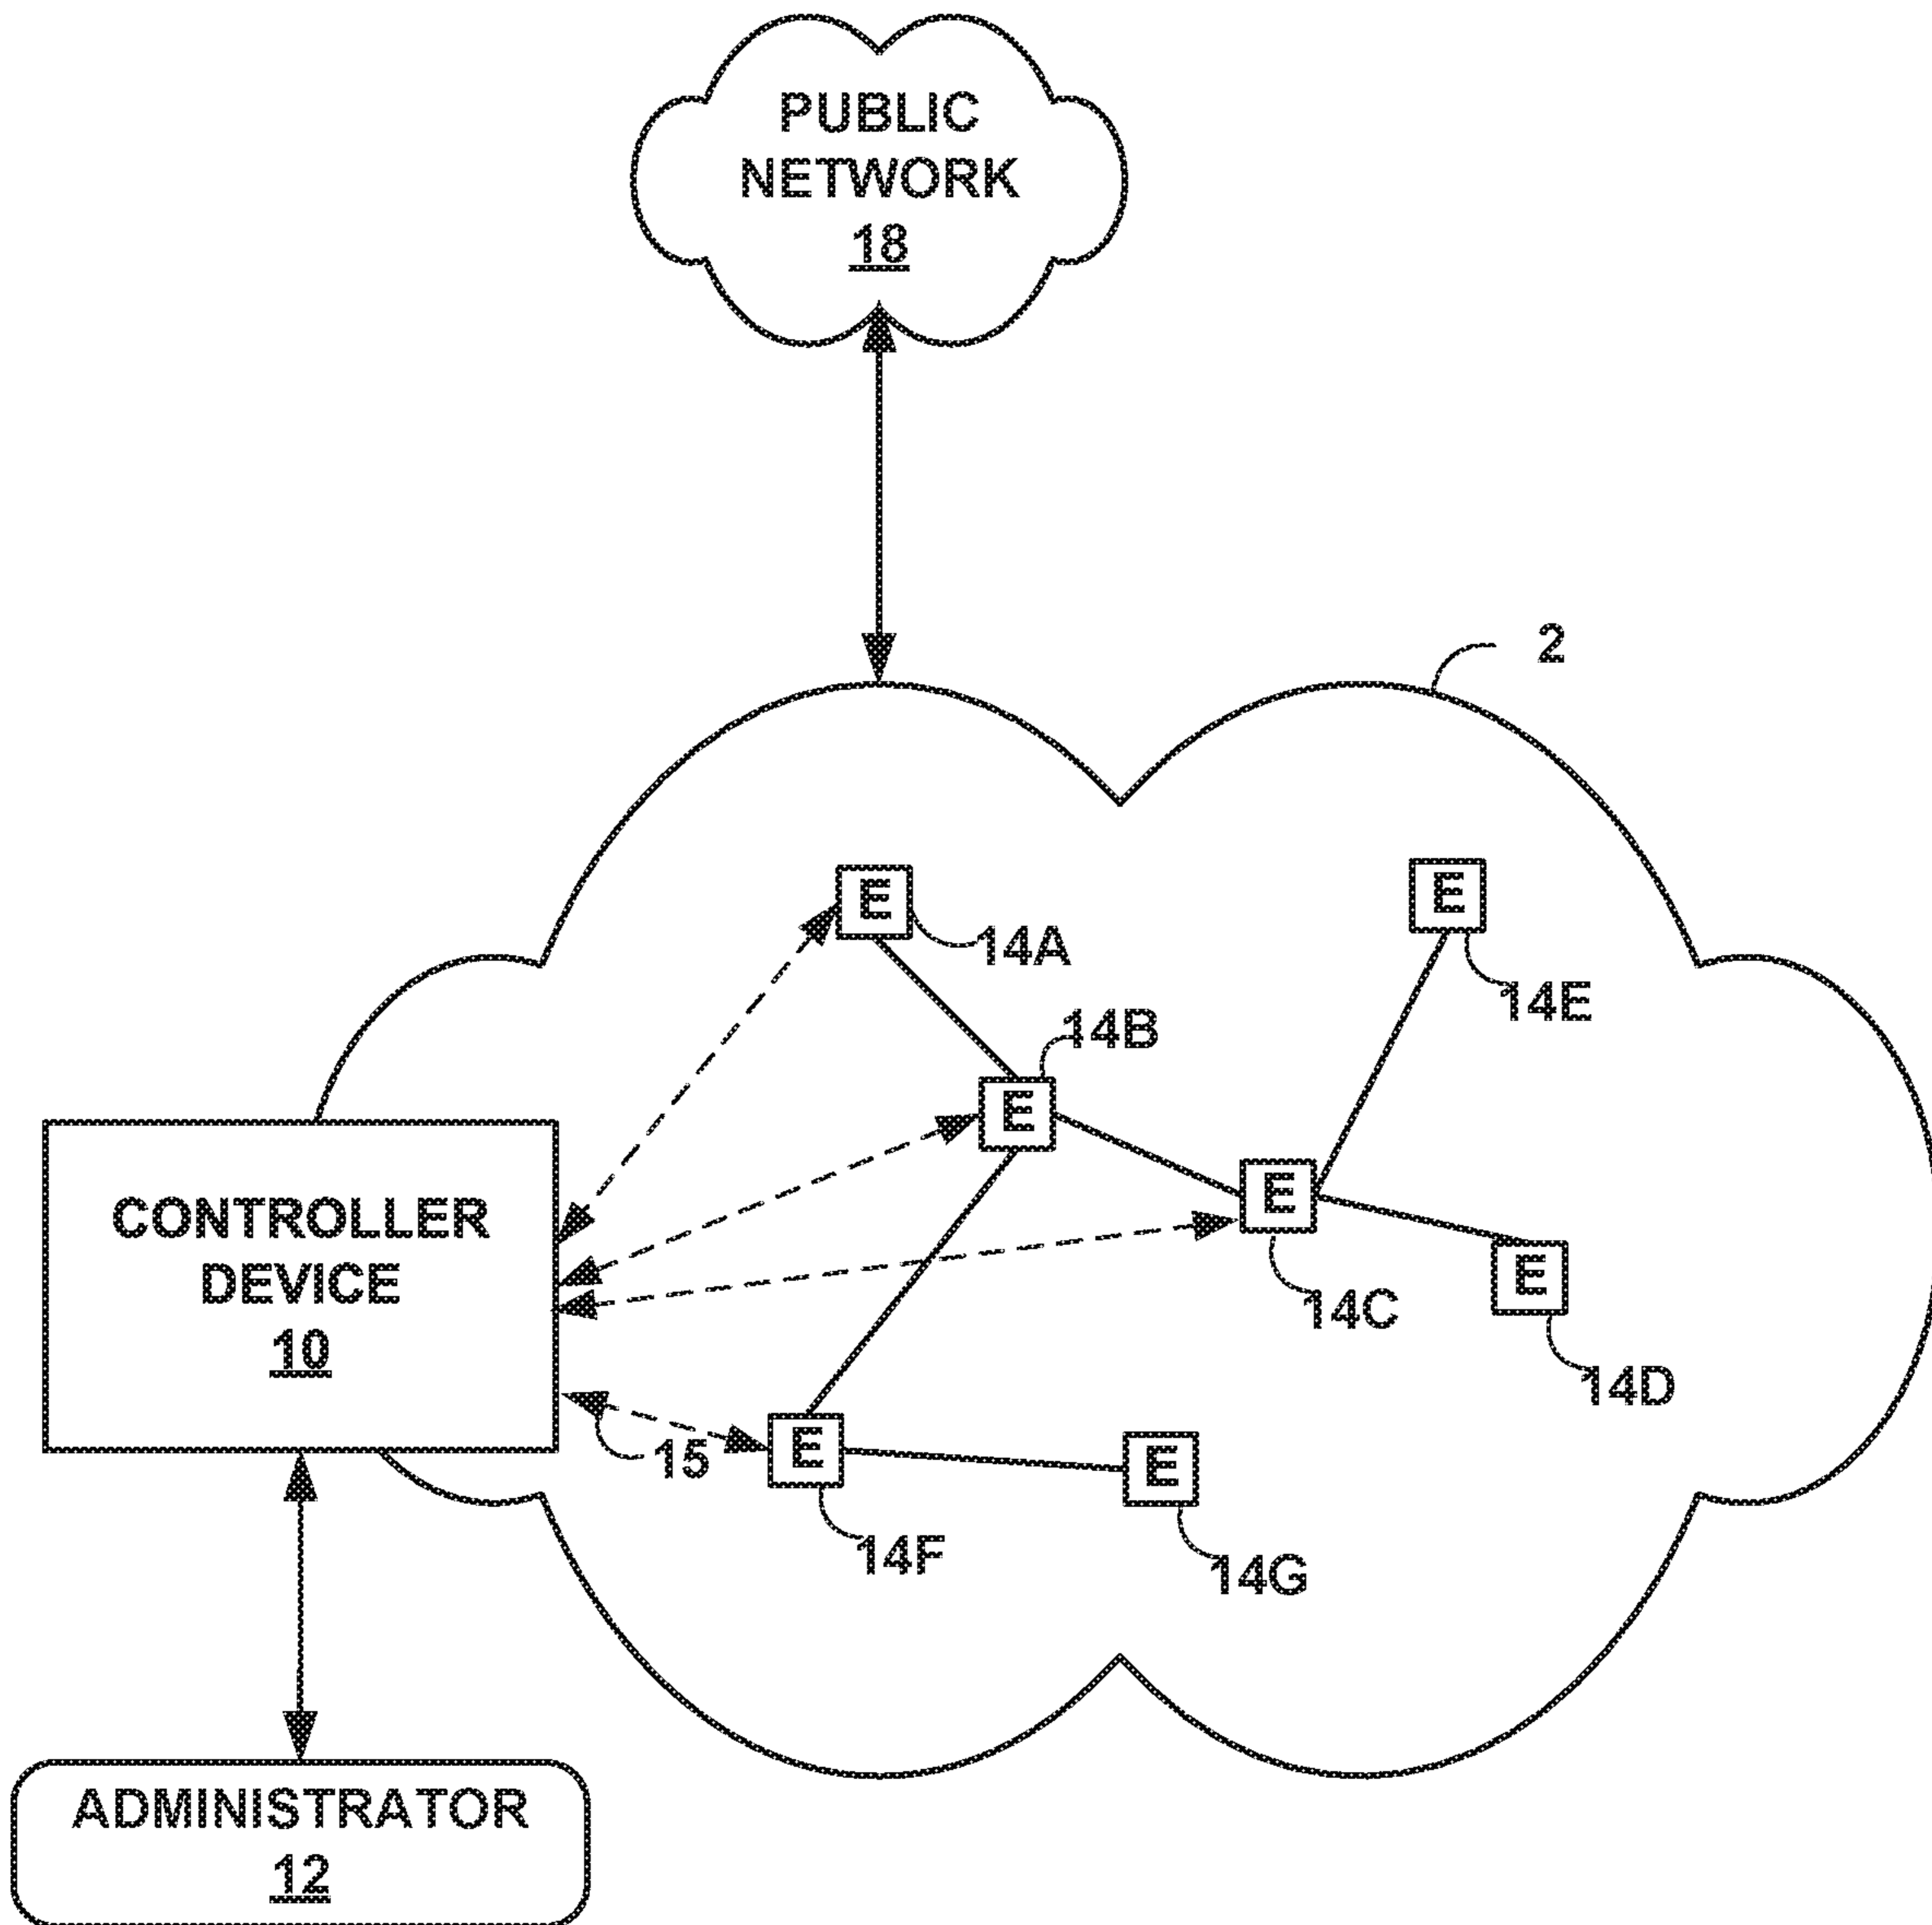 PUBLIC
NETWORK
18
2
E
14A
E
14E
14B
E
E
14C
CONTROLLER
DEVICE
10
E
14D
15
E
14F
E
14G
ADMINISTRATOR
12